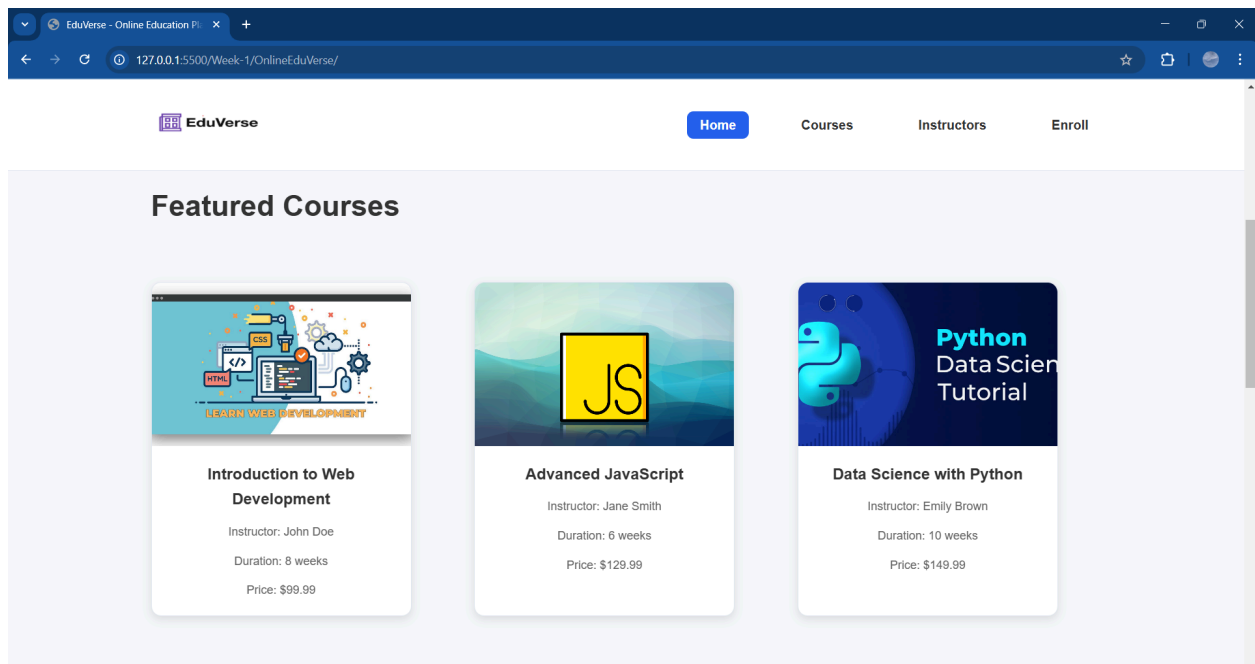 EduVerse - Online Education Pl
127.0.0.1:5500/Week-1/OnlineEduVerse/
EduVerse
Home
Courses
Instructors
Enroll
Featured Courses
CSS
</>
HTML
LEARN WEB DEVELOPMENT
JS
Python
Data Scien
Tutorial
Introduction to Web
Development
Instructor: John Doe
Duration: 8 weeks
Price: $99.99
Advanced JavaScript
Instructor: Jane Smith
Duration: 6 weeks
Price: $129.99
Data Science with Python
Instructor: Emily Brown
Duration: 10 weeks
Price: $149.99